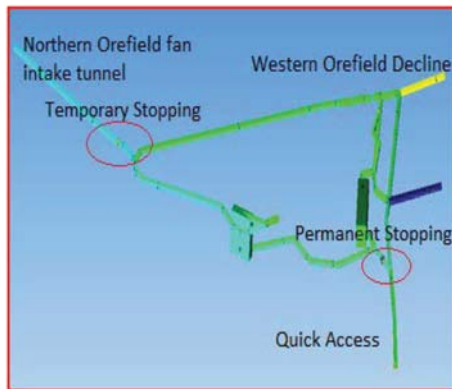 Northern Orefield fan
intake tunnel
Western Orefield Decline
Temporary Stopping
Permanent Stopping
Quick Access